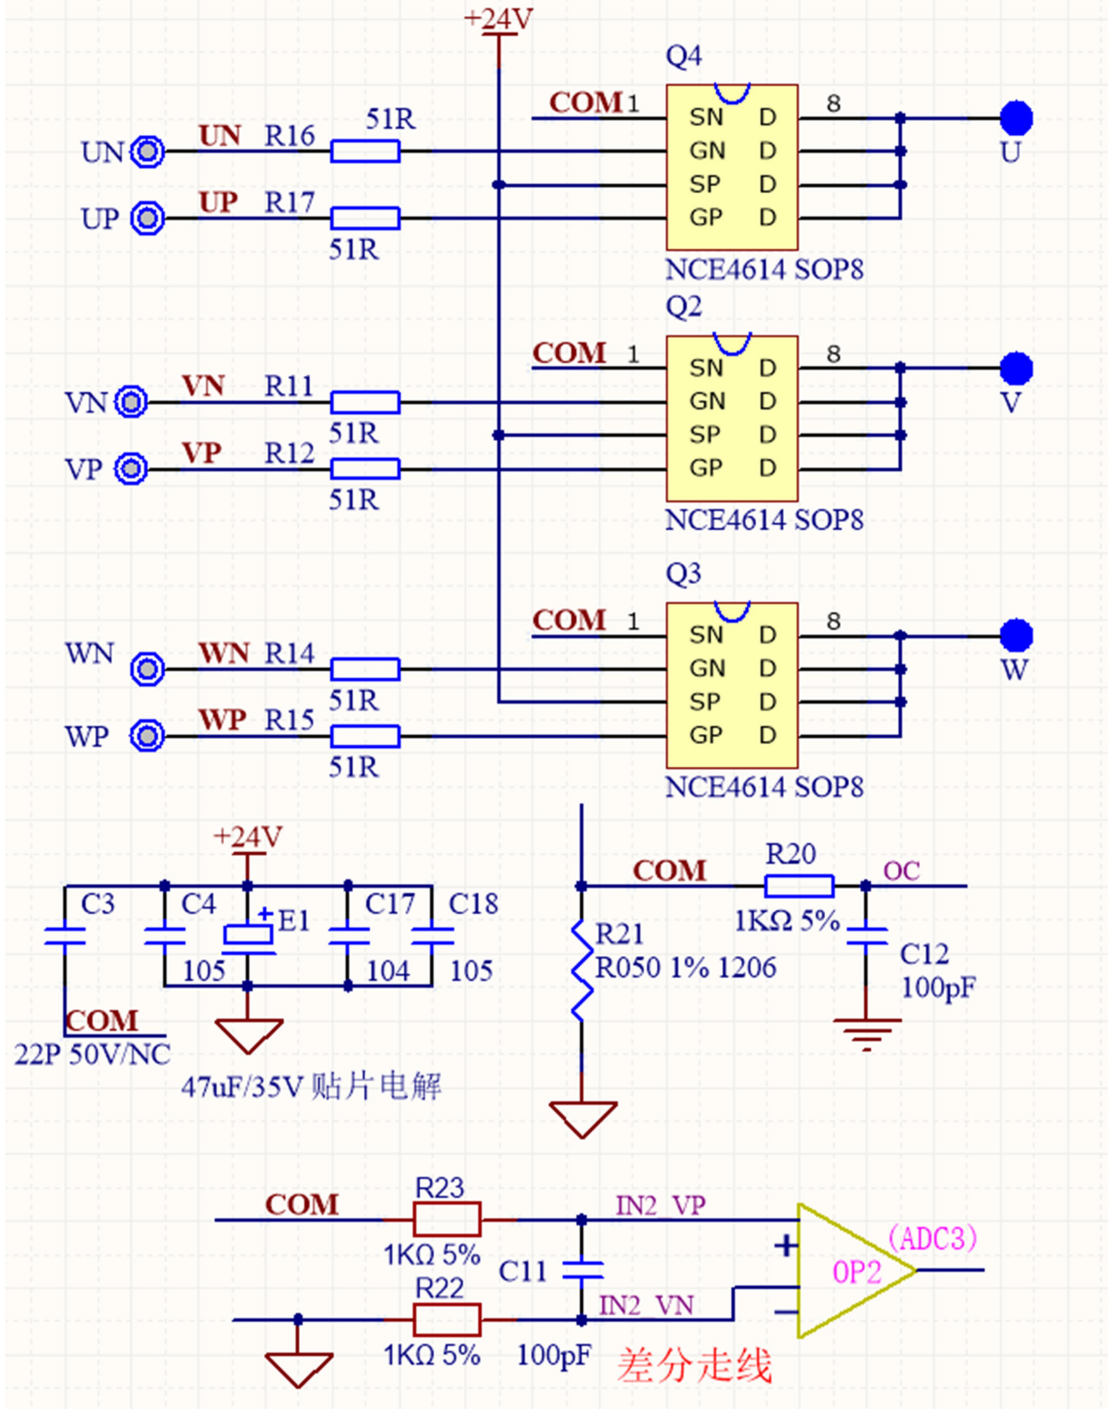 +24V
Q4
COM 1 SN D 8
51R
UN UN R16 GN D
U
SP D
UP UP R17 GP D
51R
NCE4614 SOP8
Q2
COM 1 SN D 8
VN VN R11 GN D
V
51R
SP D
VP VP R12 GP D
51R
NCE4614 SOP8
Q3
COM 1 SN D 8
WN WN R14 GN D
W
51R
SP D
WP WP R15 GP D
51R
NCE4614 SOP8
+24V
C3 C4 + E1 C17 C18
105 104 105
COM
22P 50V/NC
47uF/35V 贴片电解
COM R20 OC
1KΩ 5%
R21
R050 1% 1206
C12
100pF
COM R23 IN2_VP
1KΩ 5%
C11
R22 IN2_VN
1KΩ 5% 100pF
+
−
OP2
(ADC3)
差分走线